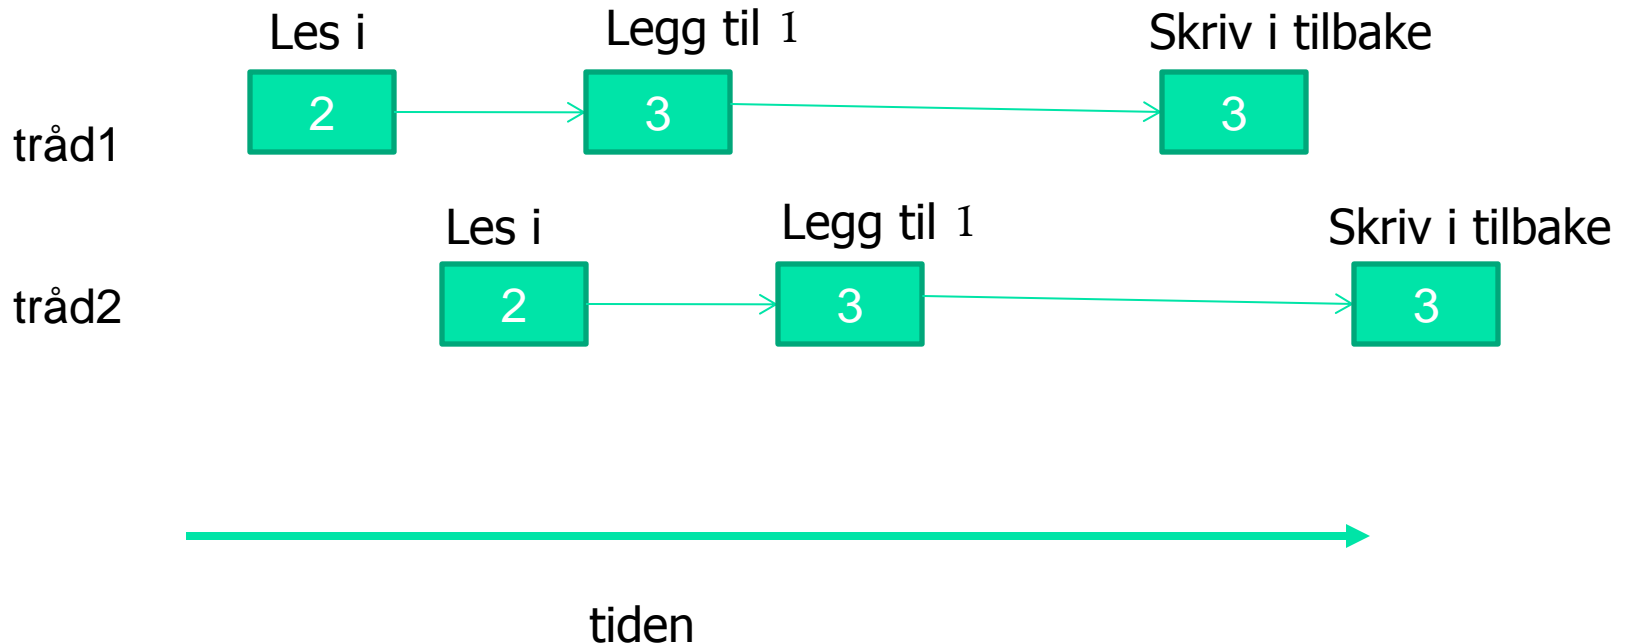 Les i
Legg til 1
Skriv i tilbake
2
3
3
tråd1
Les i
Legg til 1
Skriv i tilbake
tråd2
2
3
3
tiden